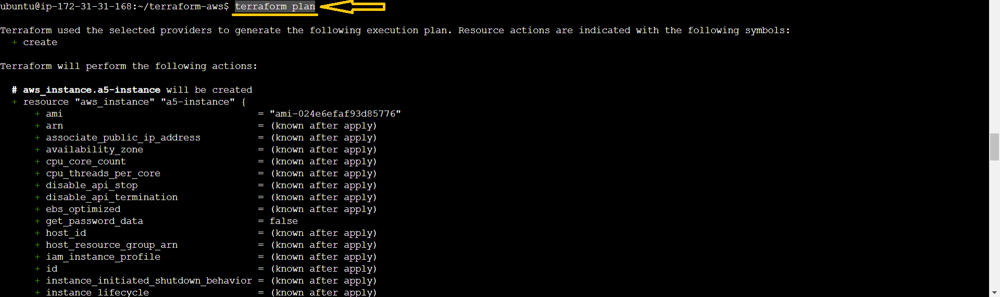 ubuntu@ip-172-31-31-168:~/terraform-aws$ terraform plan
Terraform used the selected providers to generate the following execution plan. Resource actions are indicated with the following symbols:
  + create
Terraform will perform the following actions:
  # aws_instance.a5-instance will be created
  + resource "aws_instance" "a5-instance" {
      + ami                                  = "ami-024e6efaf93d85776"
      + arn                                  = (known after apply)
      + associate_public_ip_address          = (known after apply)
      + availability_zone                    = (known after apply)
      + cpu_core_count                       = (known after apply)
      + cpu_threads_per_core                 = (known after apply)
      + disable_api_stop                     = (known after apply)
      + disable_api_termination              = (known after apply)
      + ebs_optimized                        = (known after apply)
      + get_password_data                    = false
      + host_id                              = (known after apply)
      + host_resource_group_arn              = (known after apply)
      + iam_instance_profile                 = (known after apply)
      + id                                   = (known after apply)
      + instance_initiated_shutdown_behavior = (known after apply)
      + instance_lifecycle                   = (known after apply)